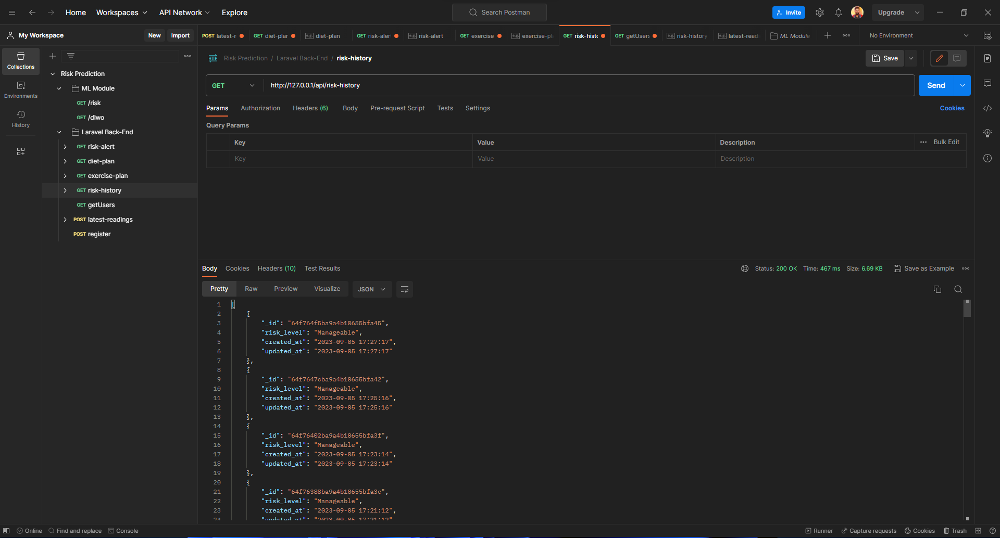 Home Workspaces API Network Explore Search Postman Invite Upgrade
My Workspace New Import POST latest-r GET diet-plar e.g. diet-plan GET risk-aler e.g. risk-alert GET exercise e.g. exercise-pl GET risk-histo GET getUsers e.g. risk-history e.g. latest-readi ML Module No Environment
Collections
Environments
History
Risk Prediction
ML Module
GET /risk
GET /diwo
Laravel Back-End
GET risk-alert
GET diet-plan
GET exercise-plan
GET risk-history
GET getUsers
POST latest-readings
POST register
HTTP Risk Prediction / Laravel Back-End / risk-history Save
GET http://127.0.0.1/api/risk-history Send
Params Authorization Headers (6) Body Pre-request Script Tests Settings Cookies
Query Params
Key Value Description Bulk Edit
Key Value Description
Body Cookies Headers (10) Test Results Status: 200 OK Time: 467 ms Size: 6.69 KB Save as Example
Pretty Raw Preview Visualize JSON
1 [
2 {
3 "_id": "64f764f5ba9a4b10655bfa45",
4 "risk_level": "Manageable",
5 "created_at": "2023-09-05 17:27:17",
6 "updated_at": "2023-09-05 17:27:17"
7 },
8 {
9 "_id": "64f7647cba9a4b10655bfa42",
10 "risk_level": "Manageable",
11 "created_at": "2023-09-05 17:25:16",
12 "updated_at": "2023-09-05 17:25:16"
13 },
14 {
15 "_id": "64f76402ba9a4b10655bfa3f",
16 "risk_level": "Manageable",
17 "created_at": "2023-09-05 17:23:14",
18 "updated_at": "2023-09-05 17:23:14"
19 },
20 {
21 "_id": "64f76388ba9a4b10655bfa3c",
22 "risk_level": "Manageable",
23 "created_at": "2023-09-05 17:21:12",
24 "updated_at": "2023-09-05 17:21:12"
Online Find and replace Console Runner Capture requests Cookies Trash